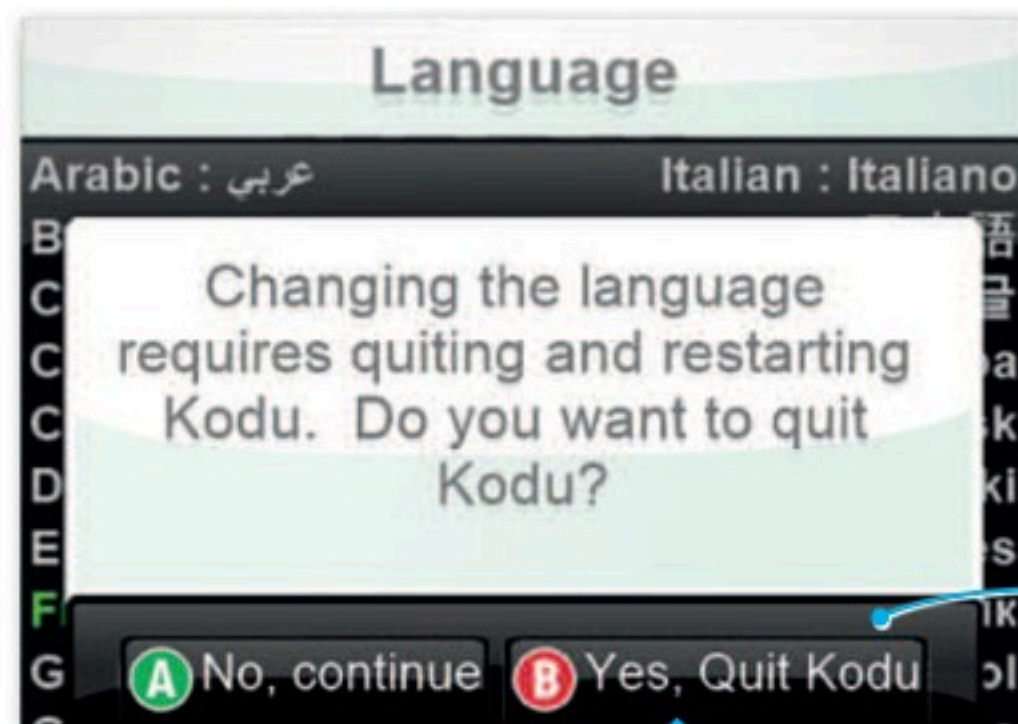 Language
Arabic : عربي
Italian : Italiano
Changing the language
requires quiting and restarting
Kodu. Do you want to quit
Kodu?
A No, continue
B Yes, Quit Kodu